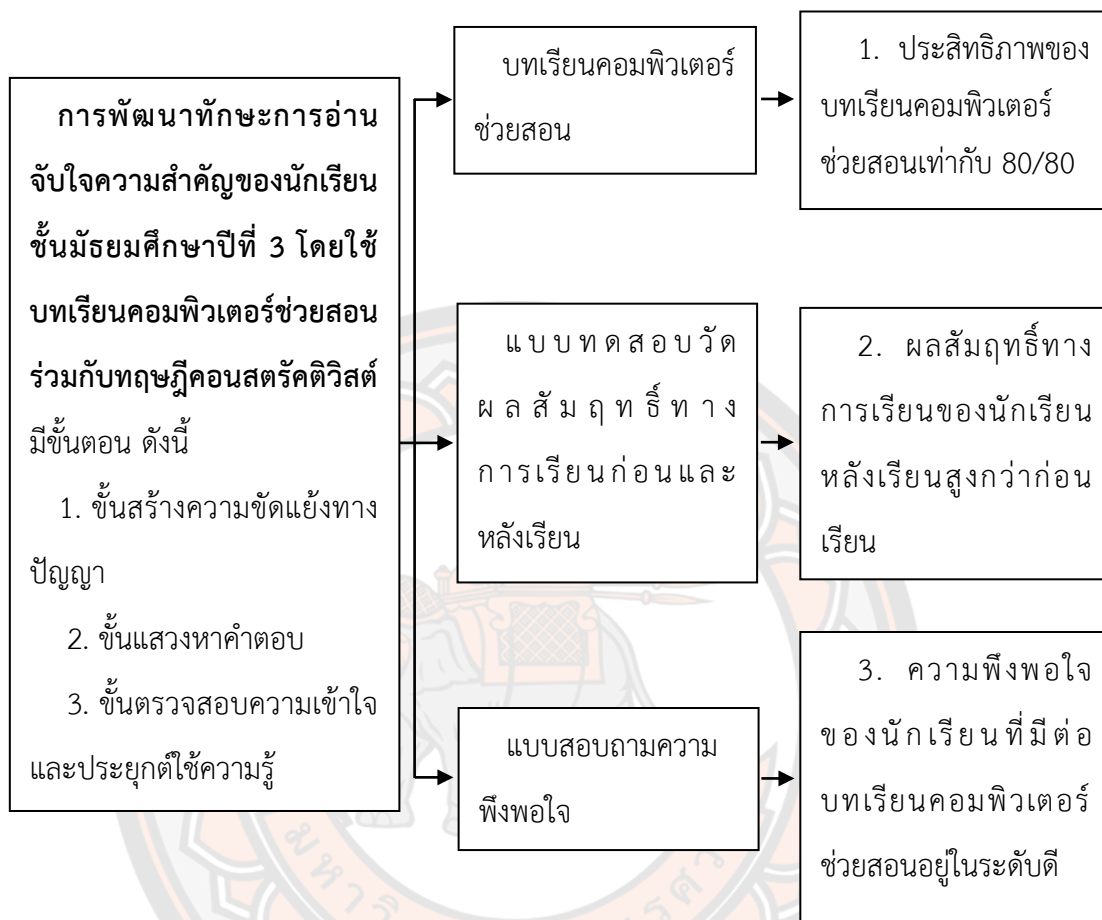 การพัฒนาทักษะการอ่าน
จับใจความสำคัญของนักเรียน
ชั้นมัธยมศึกษาปีที่ 3 โดยใช้
บทเรียนคอมพิวเตอร์ช่วยสอน
ร่วมกับทฤษฎีคอนสตรัคติวิสต์
มีขั้นตอน ดังนี้
1. ขั้นสร้างความขัดแย้งทาง
ปัญญา
2. ขั้นแสวงหาคำตอบ
3. ขั้นตรวจสอบความเข้าใจ
และประยุกต์ใช้ความรู้
บทเรียนคอมพิวเตอร์
ช่วยสอน
1. ประสิทธิภาพของ
บทเรียนคอมพิวเตอร์
ช่วยสอนเท่ากับ 80/80
แบบทดสอบวัด
ผลสัมฤทธิ์ทาง
การเรียนก่อนและ
หลังเรียน
2. ผลสัมฤทธิ์ทาง
การเรียนของนักเรียน
หลังเรียนสูงกว่าก่อน
เรียน
แบบสอบถามความ
พึงพอใจ
3. ความพึงพอใจ
ของนักเรียนที่มีต่อ
บทเรียนคอมพิวเตอร์
ช่วยสอนอยู่ในระดับดี